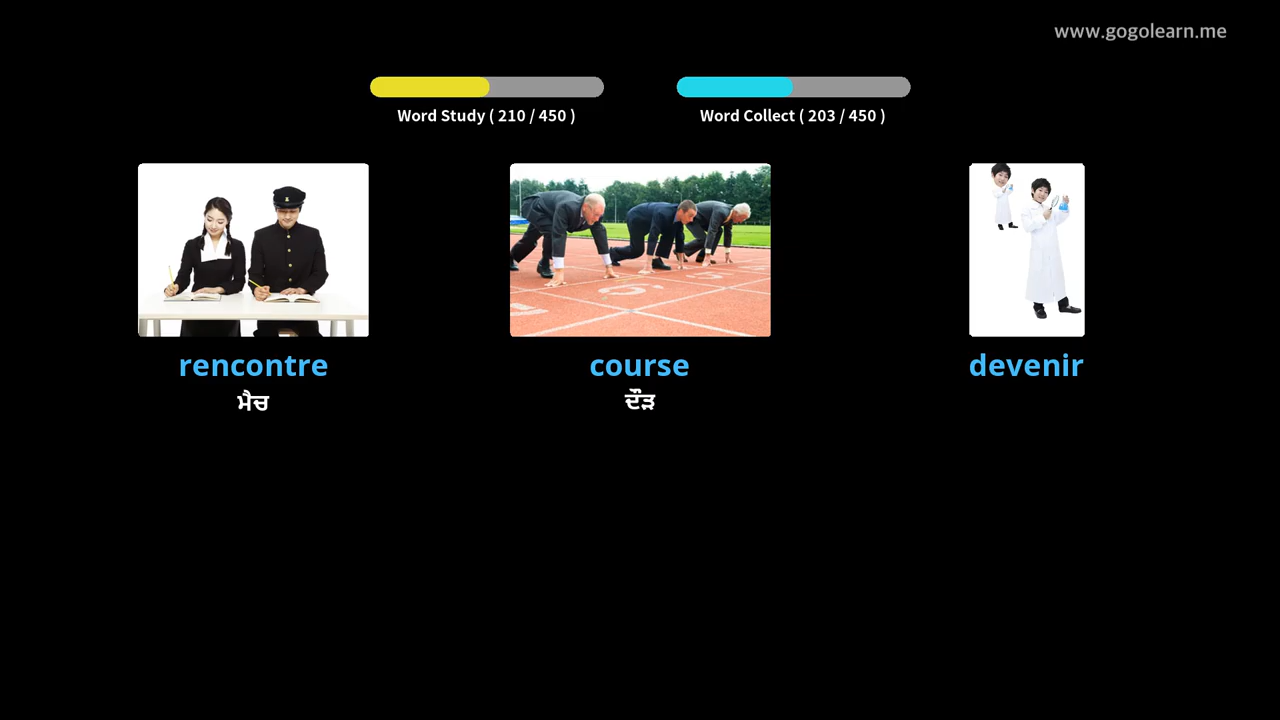 www.gogolearn.me
Word Study ( 210 / 450 )
Word Collect ( 203 / 450 )
rencontre
ਮੈਚ
course
ਦੌੜ
devenir